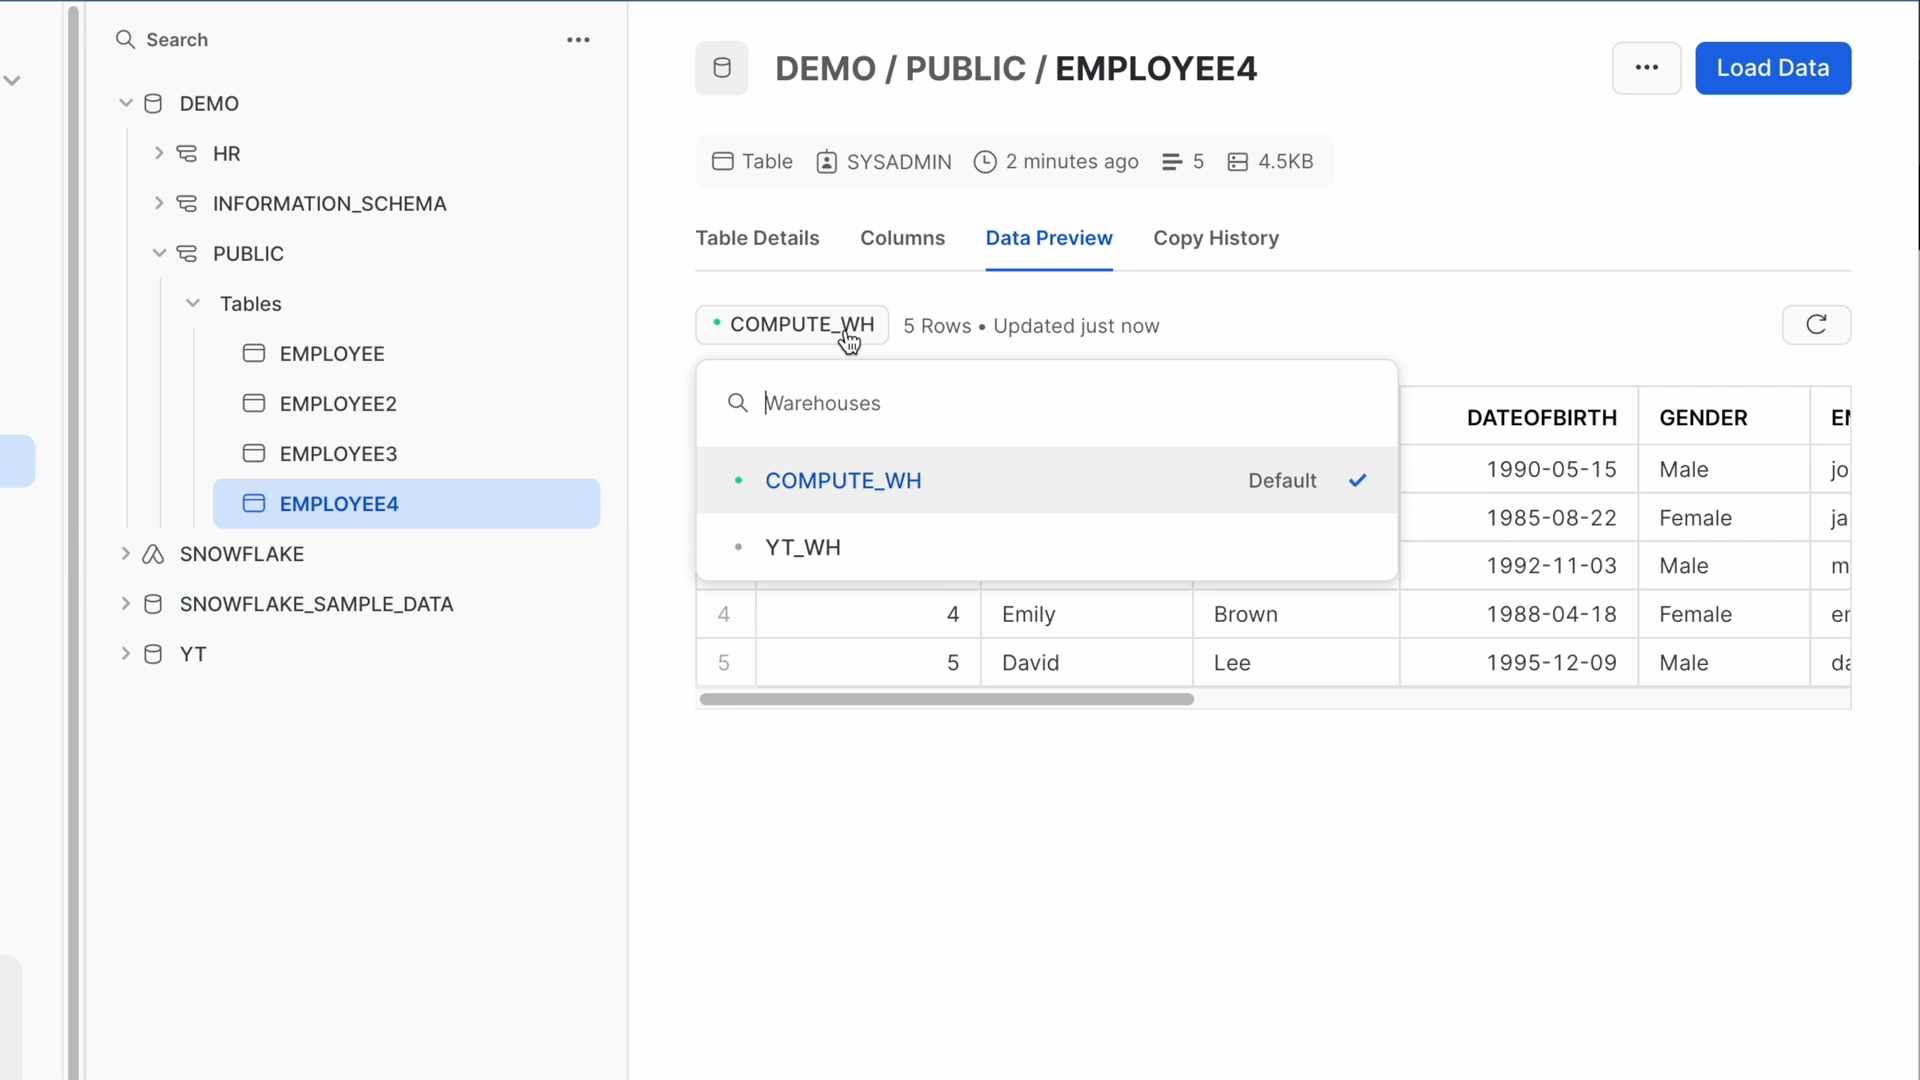 Search
DEMO
HR
INFORMATION_SCHEMA
PUBLIC
Tables
EMPLOYEE
EMPLOYEE2
EMPLOYEE3
EMPLOYEE4
SNOWFLAKE
SNOWFLAKE_SAMPLE_DATA
YT
DEMO / PUBLIC / EMPLOYEE4
Load Data
Table SYSADMIN 2 minutes ago 5 4.5KB
Table Details Columns Data Preview Copy History
COMPUTE_WH 5 Rows • Updated just now
Warehouses
COMPUTE_WH Default
YT_WH
DATEOFBIRTH GENDER
1990-05-15 Male jo
1985-08-22 Female ja
1992-11-03 Male m
4 4 Emily Brown 1988-04-18 Female
5 5 David Lee 1995-12-09 Male